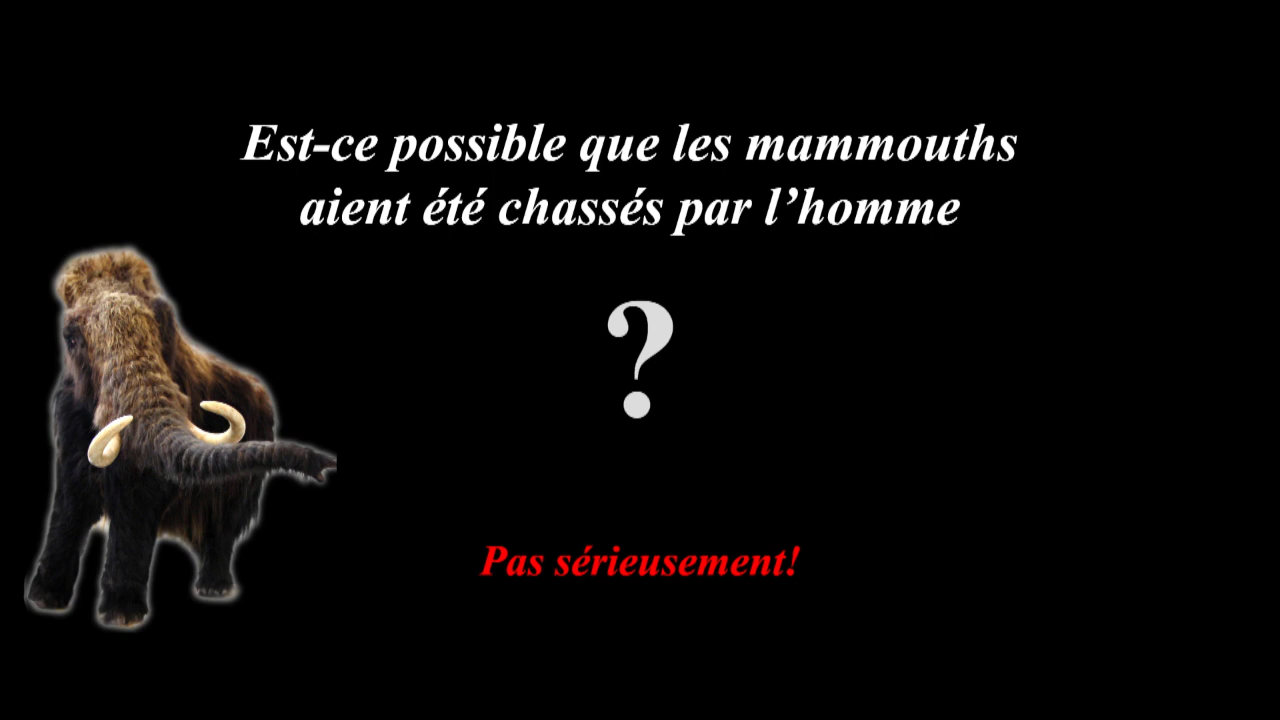 Est-ce possible que les mammouths
aient été chassés par l’homme
?
Pas sérieusement!